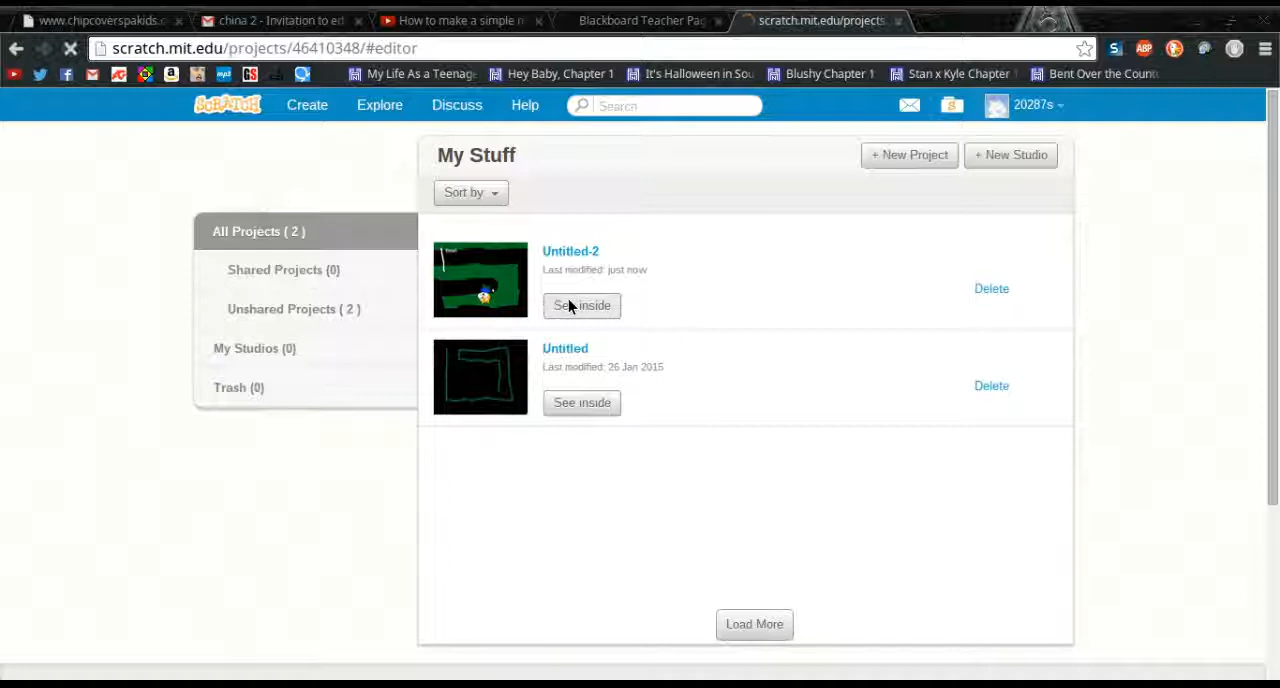 www.chipcoverspakids.c china 2 - Invitation to ed How to make a simple n Blackboard Teacher Pag scratch.mit.edu/projects
scratch.mit.edu/projects/46410348/#editor
My Life As a Teenag Hey Baby, Chapter 1 It's Halloween in Sou Blushy Chapter 1 Stan x Kyle Chapter Bent Over the Count
SCRATCH Create Explore Discuss Help Search 20287s
My Stuff + New Project + New Studio
Sort by
All Projects ( 2 )
Shared Projects (0)
Unshared Projects ( 2 )
My Studios (0)
Trash (0)
Untitled-2
Last modified: just now
See inside
Delete
Untitled
Last modified: 26 Jan 2015
See inside
Delete
Load More